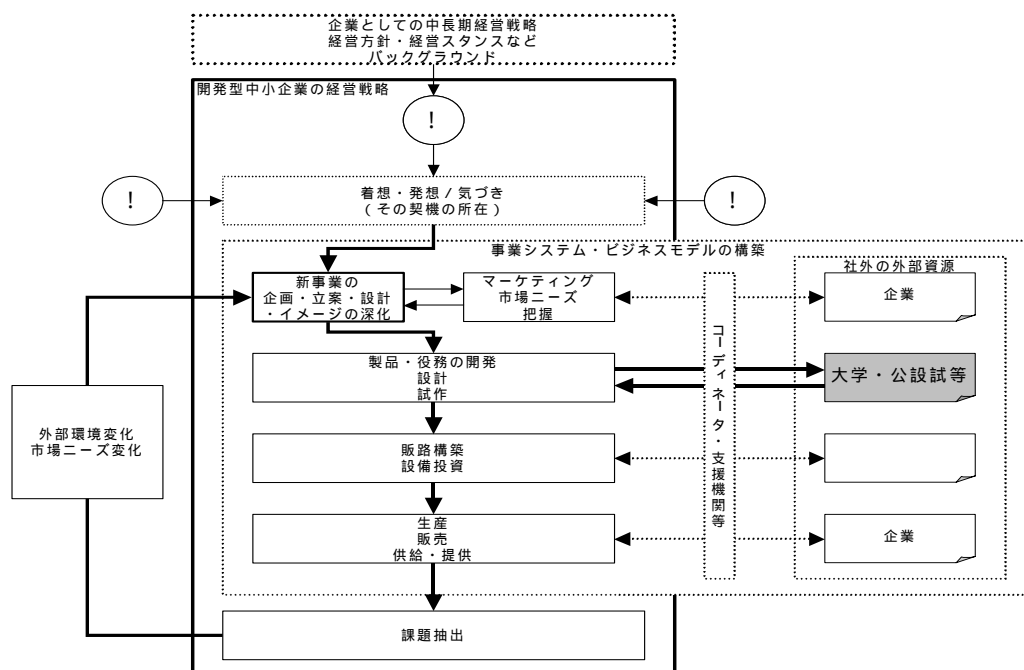 企業としての中長期経営戦略
経営方針・経営スタンスなど
バックグラウンド
開発型中小企業の経営戦略
!
!
着想・発想/気づき
(その契機の所在)
!
事業システム・ビジネスモデルの構築
社外の外部資源
新事業の
企画・立案・設計
・イメージの深化
マーケティング
市場ニーズ
把握
企業
コーディネータ・支援機関等
製品・役務の開発
設計
試作
大学・公設試等
外部環境変化
市場ニーズ変化
販路構築
設備投資
生産
販売
供給・提供
企業
課題抽出